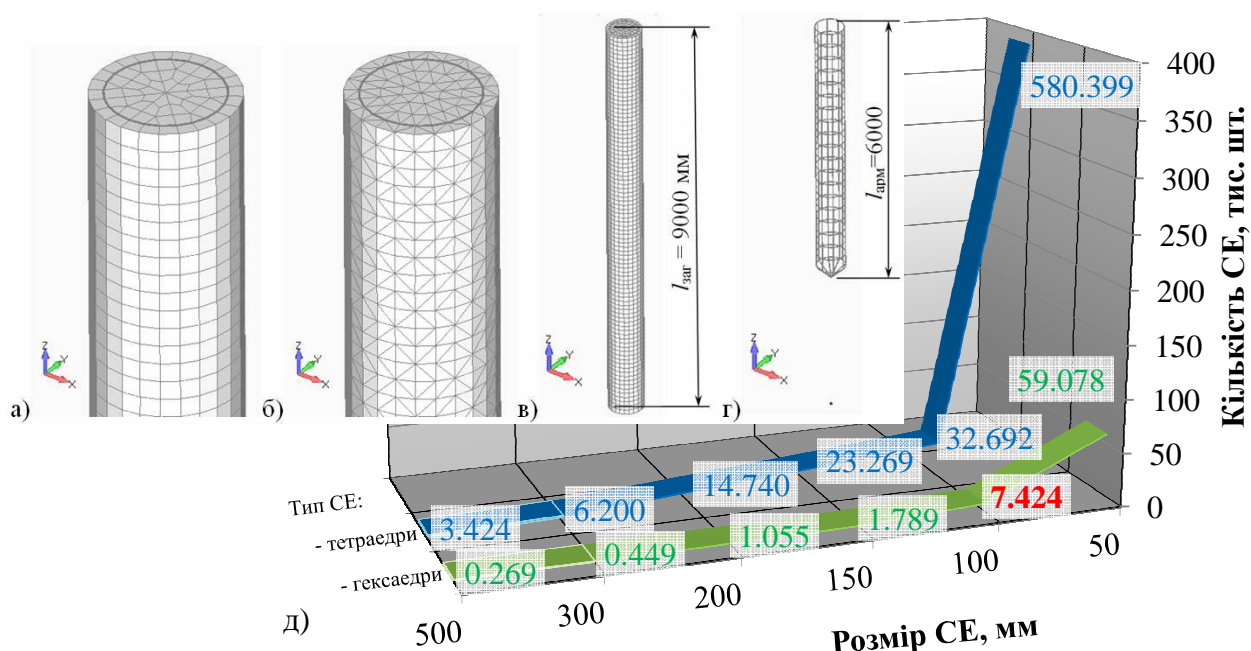 а)
Z
Y
X
б)
Z
Y
X
в)
lзаг = 9000 мм
Z
Y
X
г)
lарм=6000
Z
Y
X
580.399
59.078
32.692
23.269
14.740
6.200
3.424
7.424
1.789
1.055
0.449
0.269
400
350
300
250
200
150
100
50
0
Кількість СЕ, тис. шт.
Тип СЕ:
- тетраедри
- гексаедри
д)
500
300
200
150
100
50
Розмір СЕ, мм